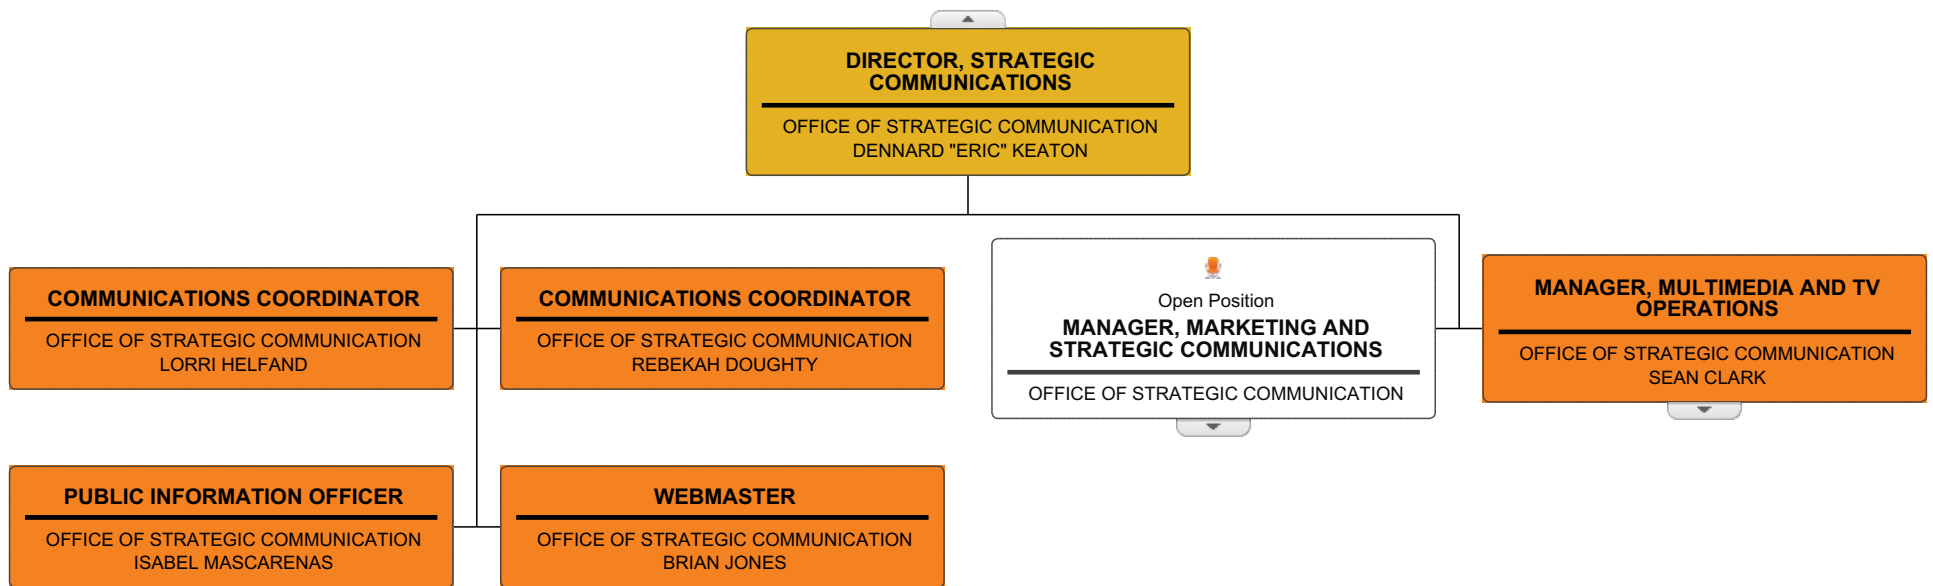 DIRECTOR, STRATEGIC
COMMUNICATIONS
OFFICE OF STRATEGIC COMMUNICATION
DENNARD "ERIC" KEATON
COMMUNICATIONS COORDINATOR
OFFICE OF STRATEGIC COMMUNICATION
LORRI HELFAND
COMMUNICATIONS COORDINATOR
OFFICE OF STRATEGIC COMMUNICATION
REBEKAH DOUGHTY
Open Position
MANAGER, MARKETING AND
STRATEGIC COMMUNICATIONS
OFFICE OF STRATEGIC COMMUNICATION
MANAGER, MULTIMEDIA AND TV
OPERATIONS
OFFICE OF STRATEGIC COMMUNICATION
SEAN CLARK
PUBLIC INFORMATION OFFICER
OFFICE OF STRATEGIC COMMUNICATION
ISABEL MASCARENAS
WEBMASTER
OFFICE OF STRATEGIC COMMUNICATION
BRIAN JONES